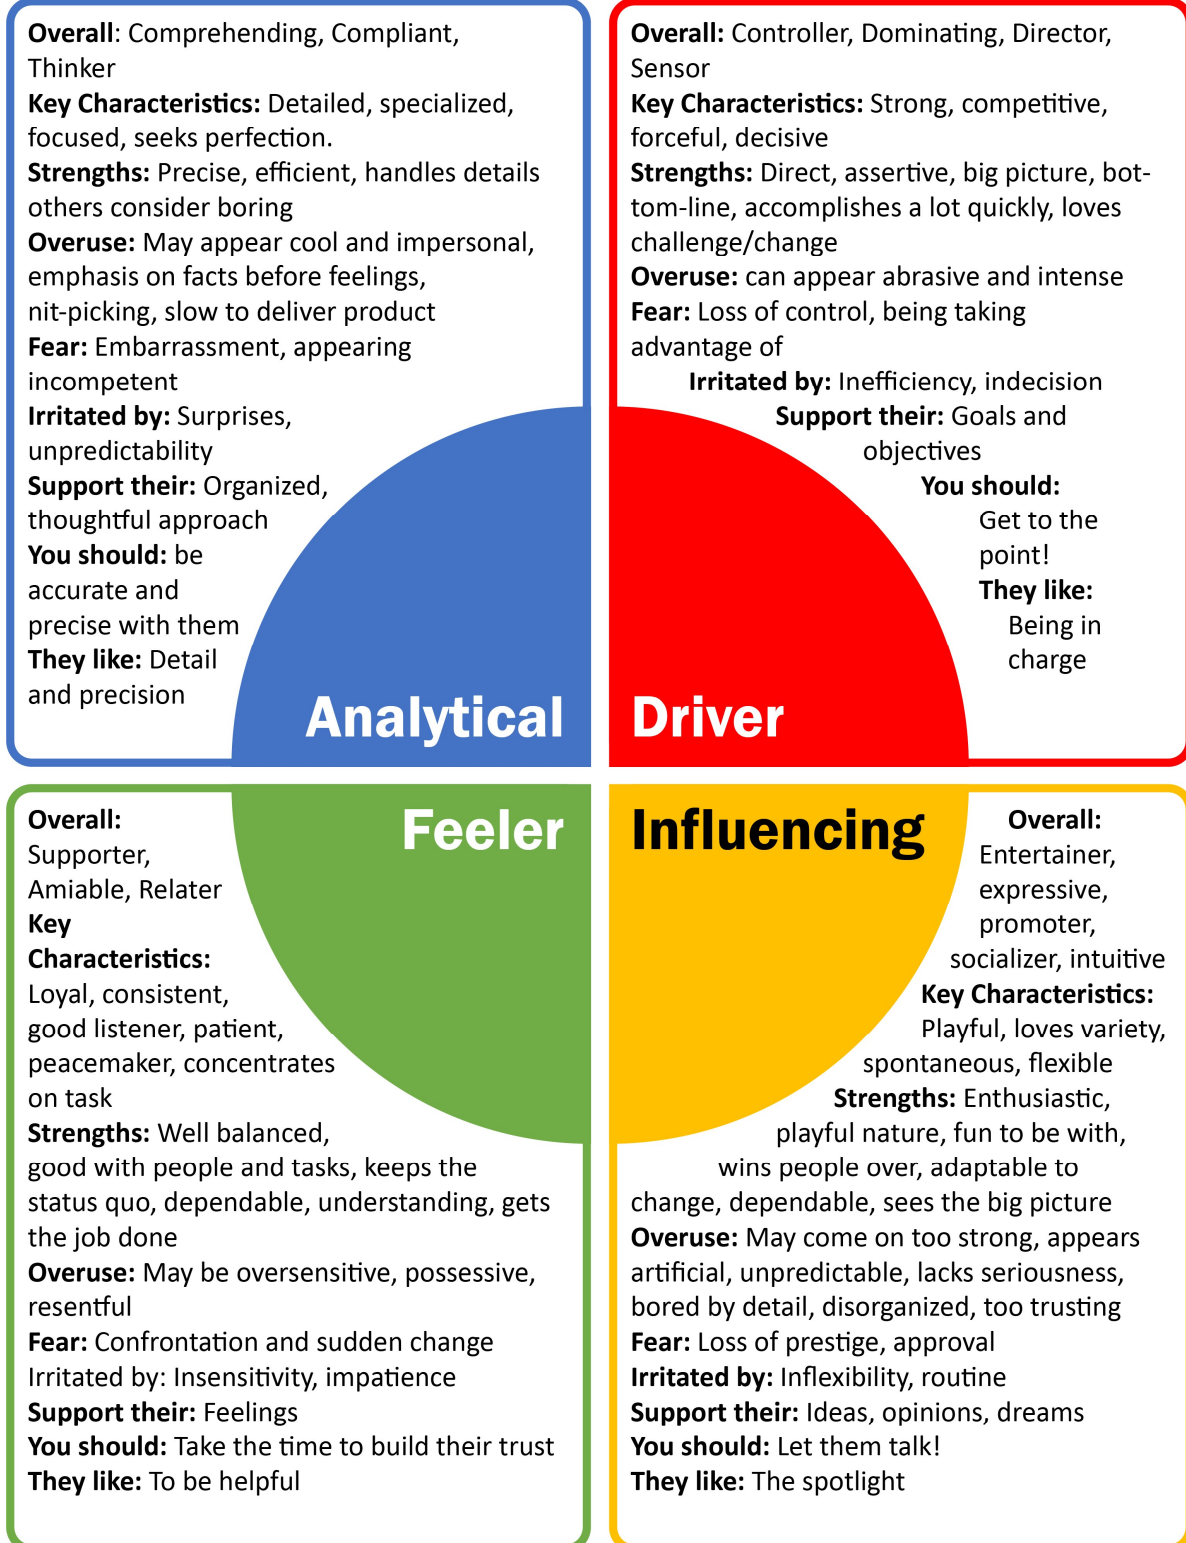 Overall: Comprehending, Compliant,
Thinker
Key Characteristics: Detailed, specialized,
focused, seeks perfection.
Strengths: Precise, efficient, handles details
others consider boring
Overuse: May appear cool and impersonal,
emphasis on facts before feelings,
nit-picking, slow to deliver product
Fear: Embarrassment, appearing
incompetent
Irritated by: Surprises,
unpredictability
Support their: Organized,
thoughtful approach
You should: be
accurate and
precise with them
They like: Detail
and precision
Analytical
Overall: Controller, Dominating, Director,
Sensor
Key Characteristics: Strong, competitive,
forceful, decisive
Strengths: Direct, assertive, big picture, bot-
tom-line, accomplishes a lot quickly, loves
challenge/change
Overuse: can appear abrasive and intense
Fear: Loss of control, being taking
advantage of
Irritated by: Inefficiency, indecision
Support their: Goals and
objectives
You should:
Get to the
point!
They like:
Being in
charge
Driver
Feeler
Overall:
Supporter,
Amiable, Relater
Key
Characteristics:
Loyal, consistent,
good listener, patient,
peacemaker, concentrates
on task
Strengths: Well balanced,
good with people and tasks, keeps the
status quo, dependable, understanding, gets
the job done
Overuse: May be oversensitive, possessive,
resentful
Fear: Confrontation and sudden change
Irritated by: Insensitivity, impatience
Support their: Feelings
You should: Take the time to build their trust
They like: To be helpful
Influencing
Overall:
Entertainer,
expressive,
promoter,
socializer, intuitive
Key Characteristics:
Playful, loves variety,
spontaneous, flexible
Strengths: Enthusiastic,
playful nature, fun to be with,
wins people over, adaptable to
change, dependable, sees the big picture
Overuse: May come on too strong, appears
artificial, unpredictable, lacks seriousness,
bored by detail, disorganized, too trusting
Fear: Loss of prestige, approval
Irritated by: Inflexibility, routine
Support their: Ideas, opinions, dreams
You should: Let them talk!
They like: The spotlight